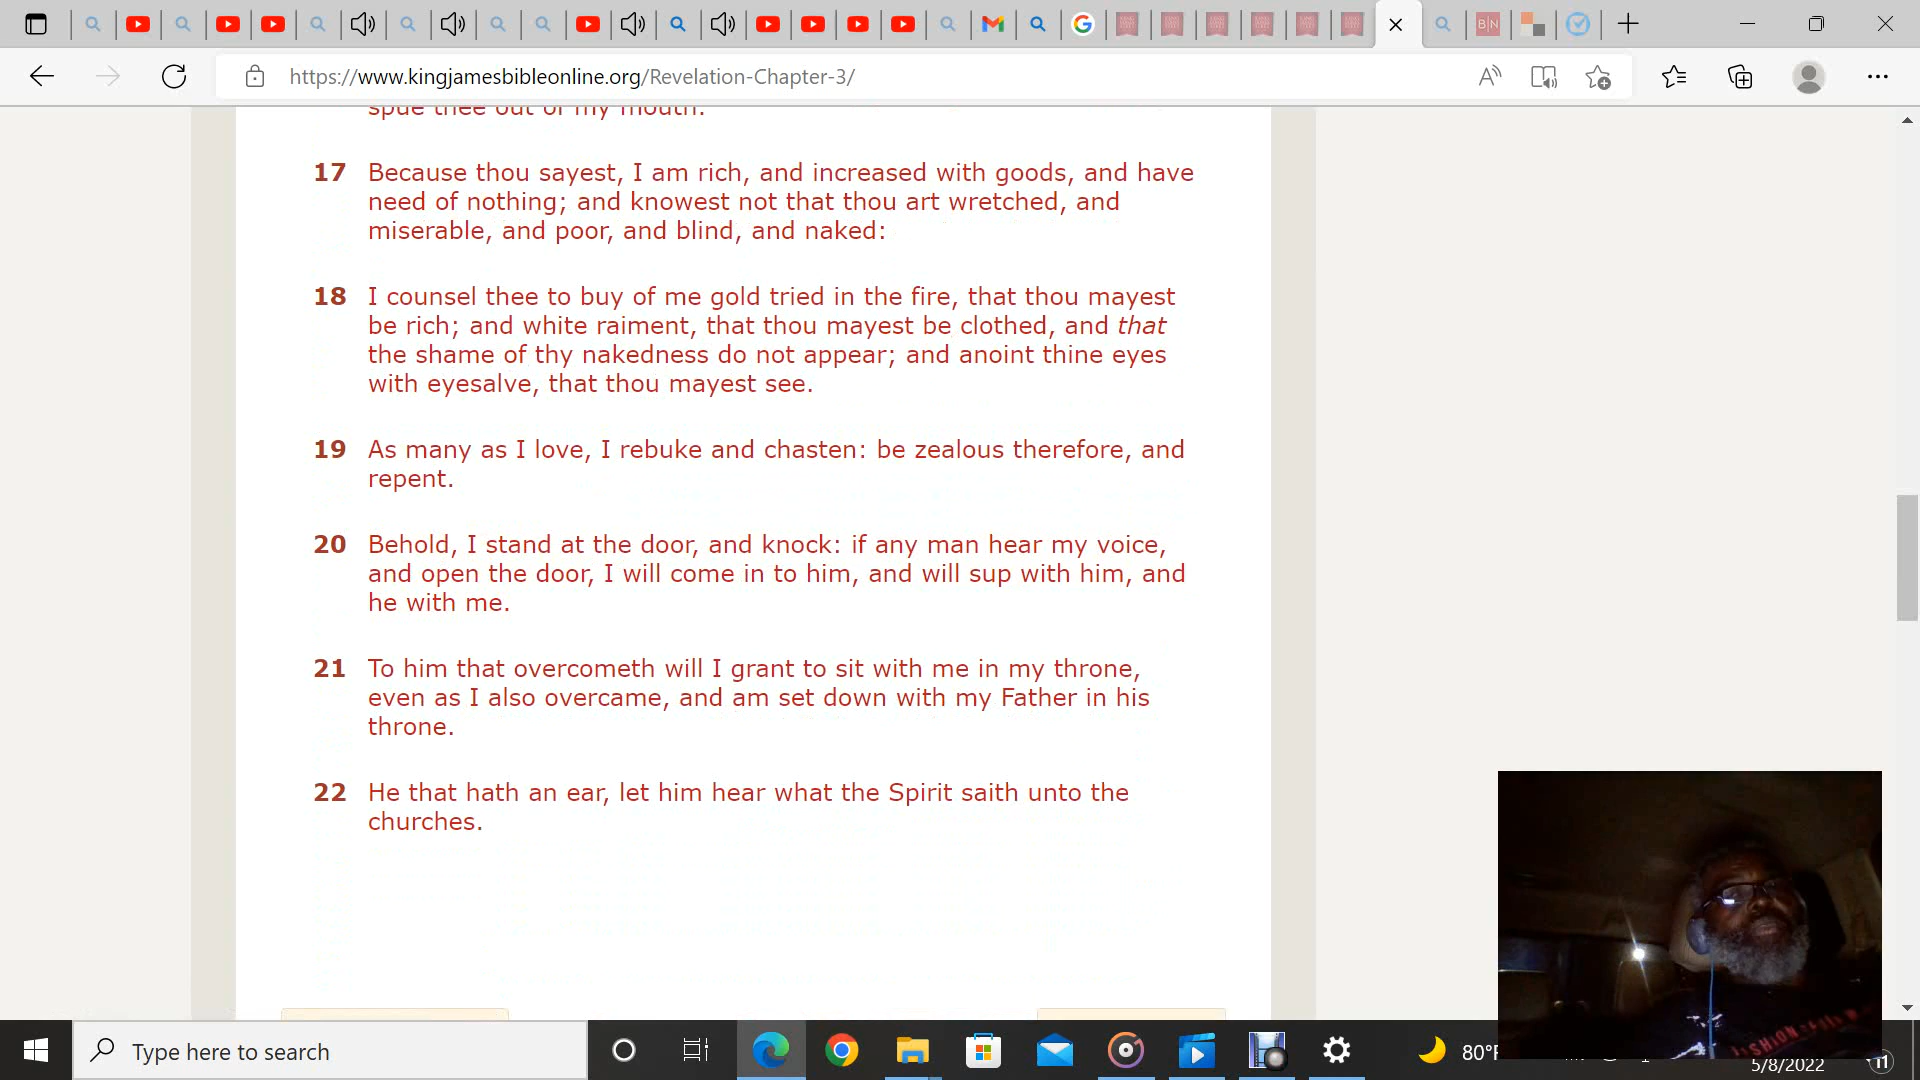 https://www.kingjamesbibleonline.org/Revelation-Chapter-3/
spue thee out of my mouth.
17 Because thou sayest, I am rich, and increased with goods, and have
need of nothing; and knowest not that thou art wretched, and
miserable, and poor, and blind, and naked:
18 I counsel thee to buy of me gold tried in the fire, that thou mayest
be rich; and white raiment, that thou mayest be clothed, and that
the shame of thy nakedness do not appear; and anoint thine eyes
with eyesalve, that thou mayest see.
19 As many as I love, I rebuke and chasten: be zealous therefore, and
repent.
20 Behold, I stand at the door, and knock: if any man hear my voice,
and open the door, I will come in to him, and will sup with him, and
he with me.
21 To him that overcometh will I grant to sit with me in my throne,
even as I also overcame, and am set down with my Father in his
throne.
22 He that hath an ear, let him hear what the Spirit saith unto the
churches.
Type here to search
80°F
5/8/2022
11